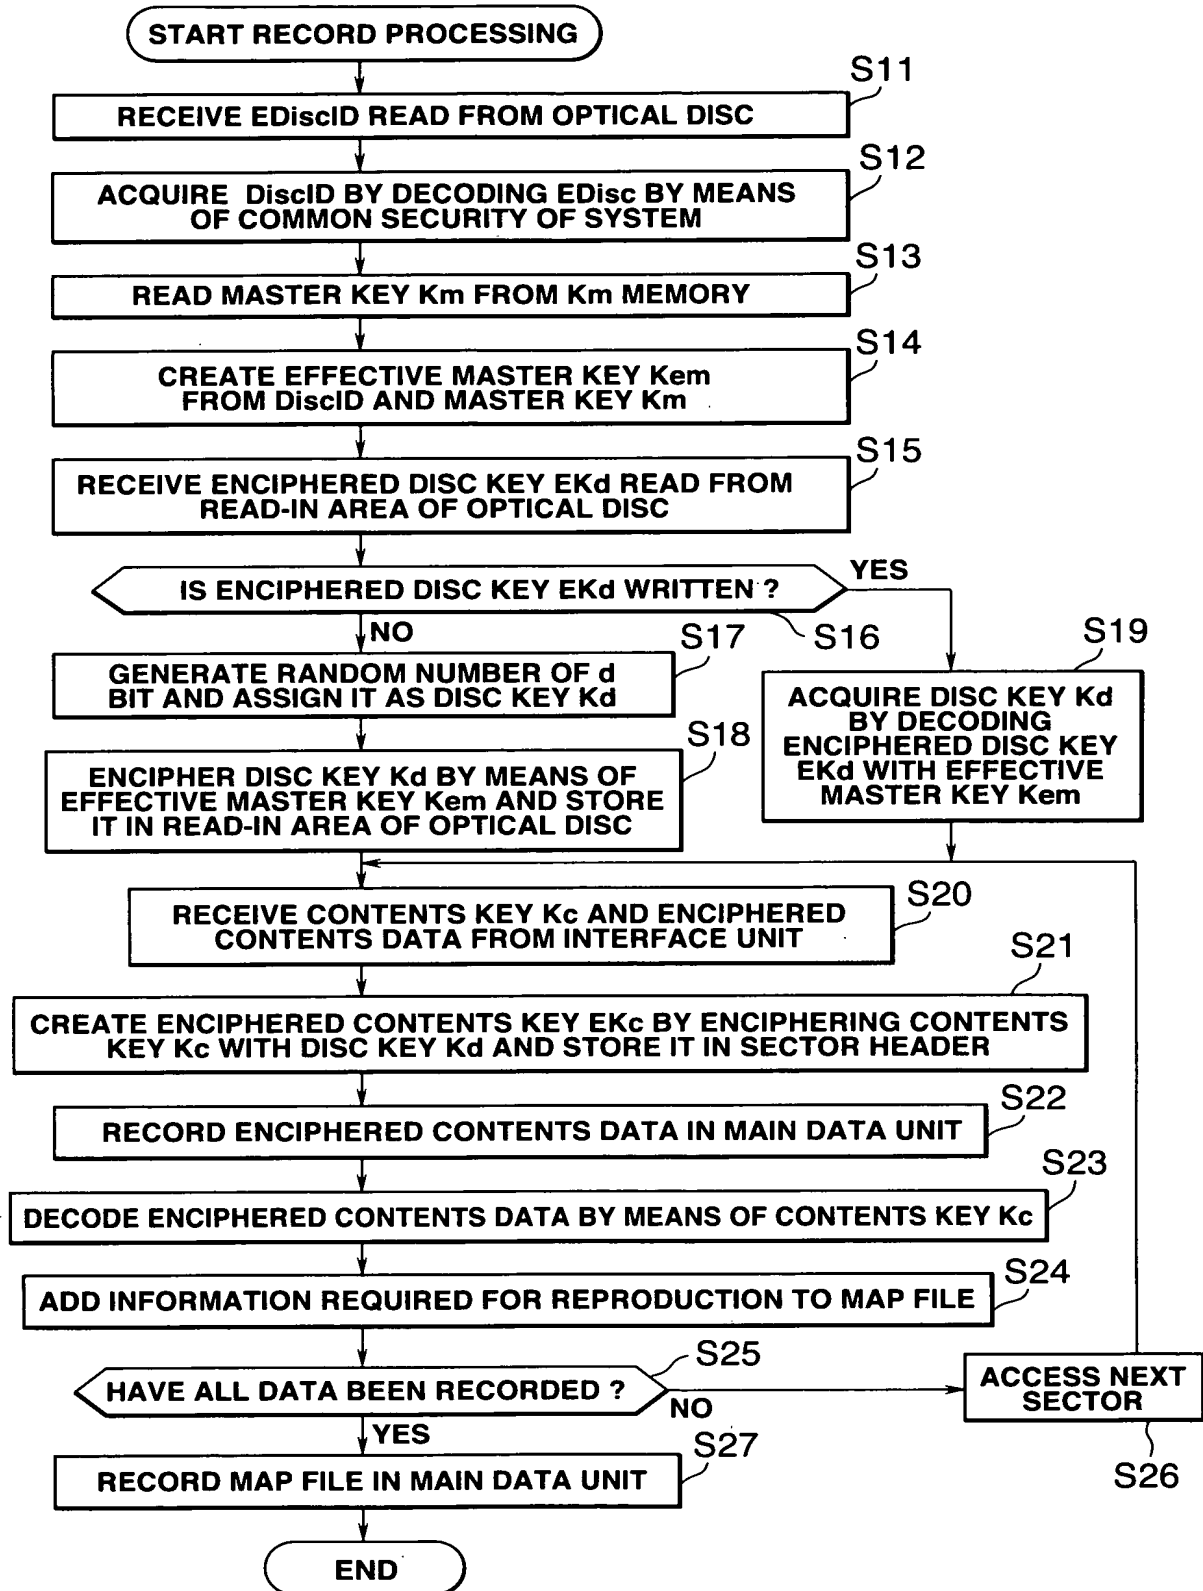 START RECORD PROCESSING
S11
RECEIVE EDiscID READ FROM OPTICAL DISC
S12
ACQUIRE DiscID BY DECODING EDisc BY MEANS
OF COMMON SECURITY OF SYSTEM
S13
READ MASTER KEY Km FROM Km MEMORY
S14
CREATE EFFECTIVE MASTER KEY Kem
FROM DiscID AND MASTER KEY Km
S15
RECEIVE ENCIPHERED DISC KEY EKd READ FROM
READ-IN AREA OF OPTICAL DISC
IS ENCIPHERED DISC KEY EKd WRITTEN ?
YES
S16
NO
S17
GENERATE RANDOM NUMBER OF d
BIT AND ASSIGN IT AS DISC KEY Kd
S19
ACQUIRE DISC KEY Kd
BY DECODING
ENCIPHERED DISC KEY
EKd WITH EFFECTIVE
MASTER KEY Kem
S18
ENCIPHER DISC KEY Kd BY MEANS OF
EFFECTIVE MASTER KEY Kem AND STORE
IT IN READ-IN AREA OF OPTICAL DISC
S20
RECEIVE CONTENTS KEY Kc AND ENCIPHERED
CONTENTS DATA FROM INTERFACE UNIT
S21
CREATE ENCIPHERED CONTENTS KEY EKc BY ENCIPHERING CONTENTS
KEY Kc WITH DISC KEY Kd AND STORE IT IN SECTOR HEADER
S22
RECORD ENCIPHERED CONTENTS DATA IN MAIN DATA UNIT
S23
DECODE ENCIPHERED CONTENTS DATA BY MEANS OF CONTENTS KEY Kc
S24
ADD INFORMATION REQUIRED FOR REPRODUCTION TO MAP FILE
S25
HAVE ALL DATA BEEN RECORDED ?
NO
ACCESS NEXT
SECTOR
S26
YES
S27
RECORD MAP FILE IN MAIN DATA UNIT
END